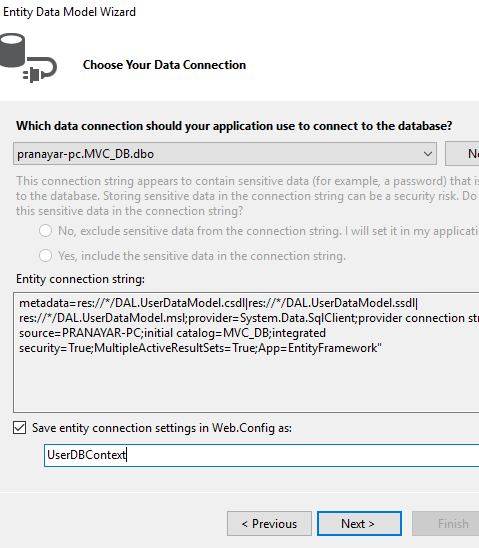 Entity Data Model Wizard
Choose Your Data Connection
Which data connection should your application use to connect to the database?
pranayar-pc.MVC_DB.dbo
This connection string appears to contain sensitive data (for example, a password) that is
to the database. Storing sensitive data in the connection string can be a security risk. Do
this sensitive data in the connection string?
No, exclude sensitive data from the connection string. I will set it in my
Yes, include the sensitive data in the connection string.
Entity connection string:
metadata=res://*/DAL.UserDataModel.csdl|res://*/DAL.UserDataModel.ssdl|
res://*/DAL.UserDataModel.msl;provider=System.Data.SqlClient;provider connection
source=PRANAYAR-PC;initial catalog=MVC_DB;integrated
security=True;MultipleActiveResultSets=True;App=EntityFramework"
Save entity connection settings in Web.Config as:
UserDBContext
< Previous
Next >
Finish